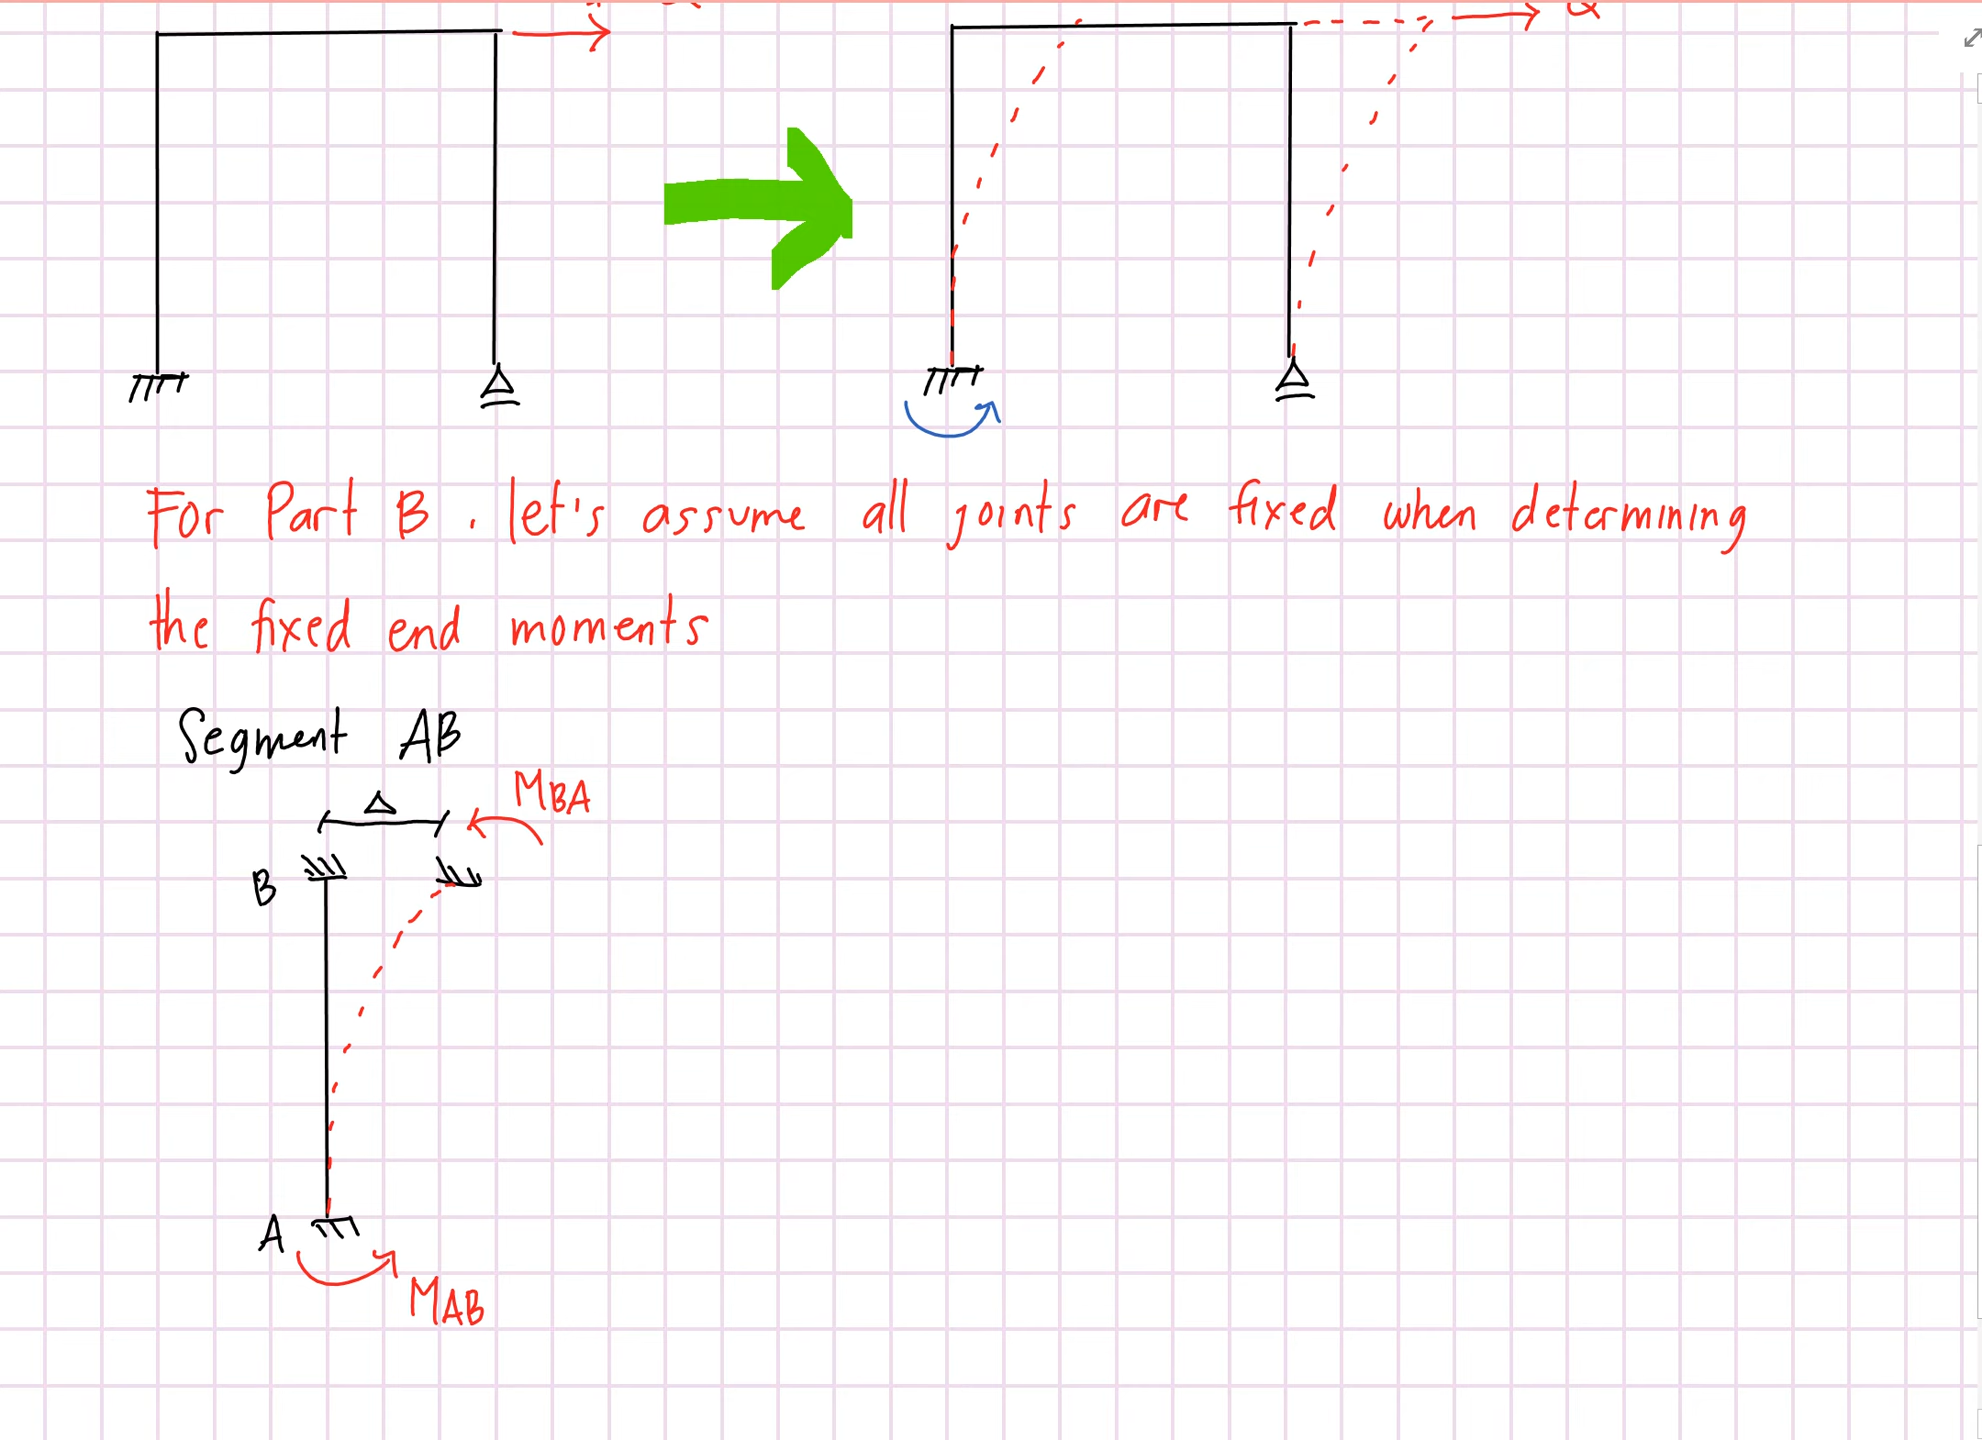 For Part B. let's assume all joints are fixed when determining
the fixed end moments
Segment AB
Δ
MBA
B
A
MAB